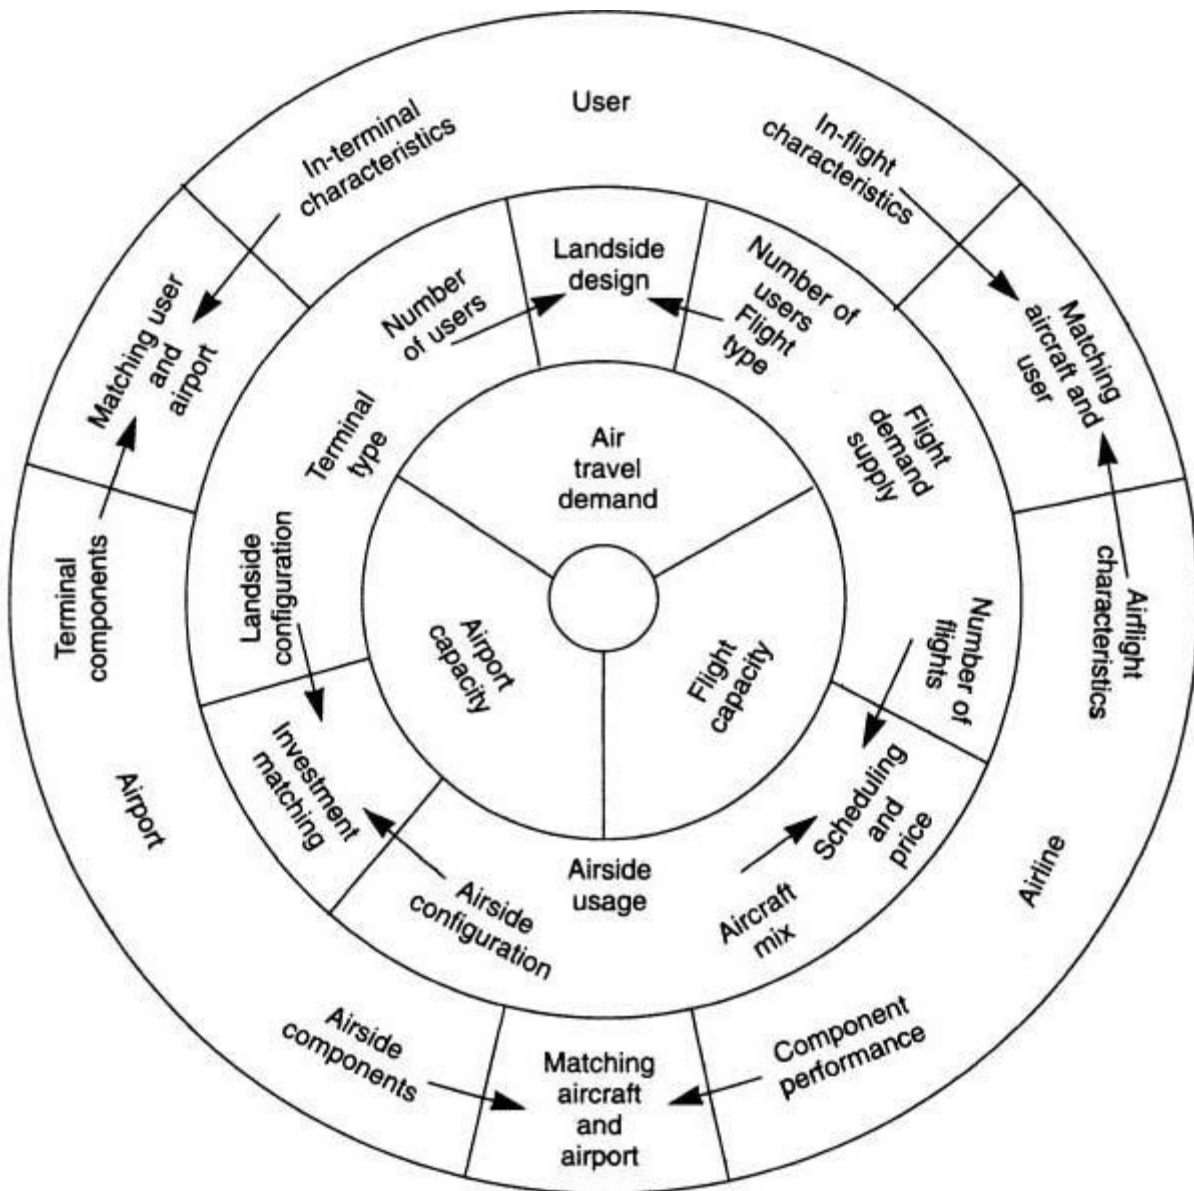 User
In-terminal
characteristics
In-flight
characteristics
Matching user
and
airport
Number
of users
Landside
design
Number of
users
Flight
type
Matching
aircraft and
user
Terminal
type
Air
travel
demand
Flight
demand
supply
Terminal
components
Landside
configuration
Airport
capacity
Flight
capacity
Number of
flights
Airflight
characteristics
Airport
Investment
matching
Airside
configuration
Airside
usage
Aircraft
mix
Scheduling
and
price
Airline
Airside
components
Matching
aircraft
and
airport
Component
performance